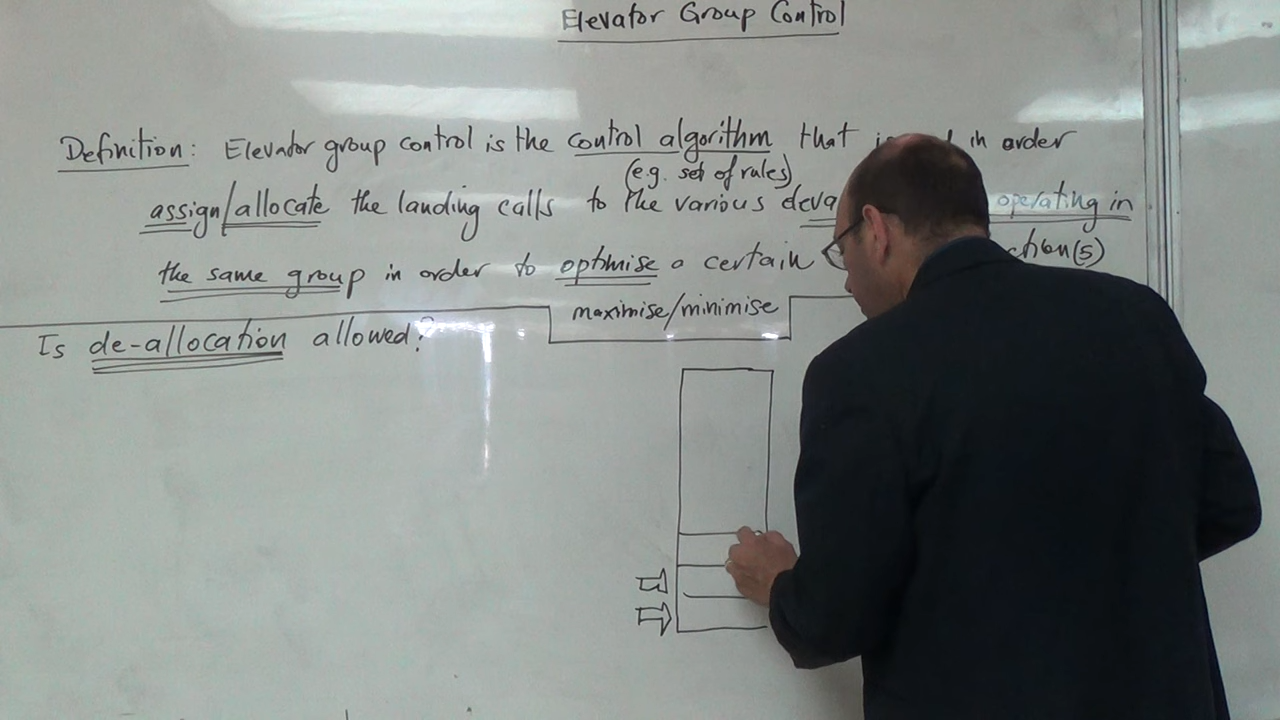 Elevator Group Control
Definition: Elevator group control is the control algorithm that in order
(e.g. set of rules)
assign/allocate the landing calls to the various operating in
the same group in order to optimise a certain
maximise/minimise
Is de-allocation allowed?